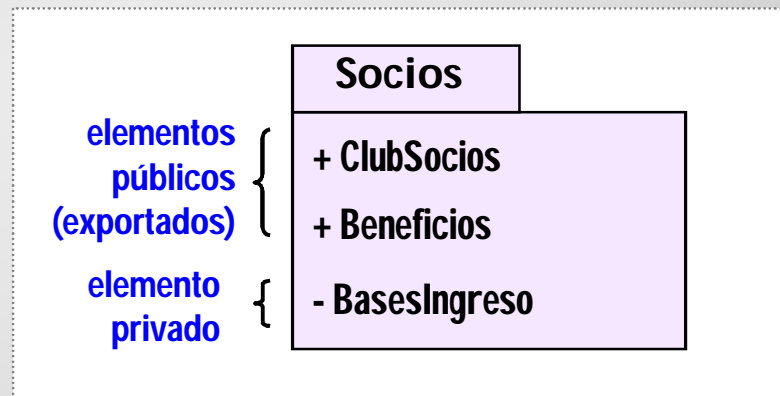 Socios
elementos
públicos
(exportados)
+ ClubSocios
+ Beneficios
elemento
privado
- BasesIngreso